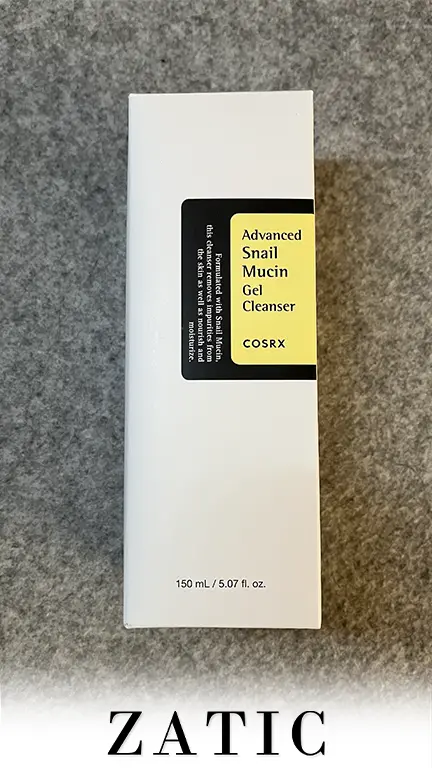 Advanced
Snail
Mucin
Gel
Cleanser
COSRX
Formulated with Snail Mucin,
this cleanser removes impurities from
the skin as well as nourish and
moisturize.
150 mL / 5.07 fl. oz.
ZATIC